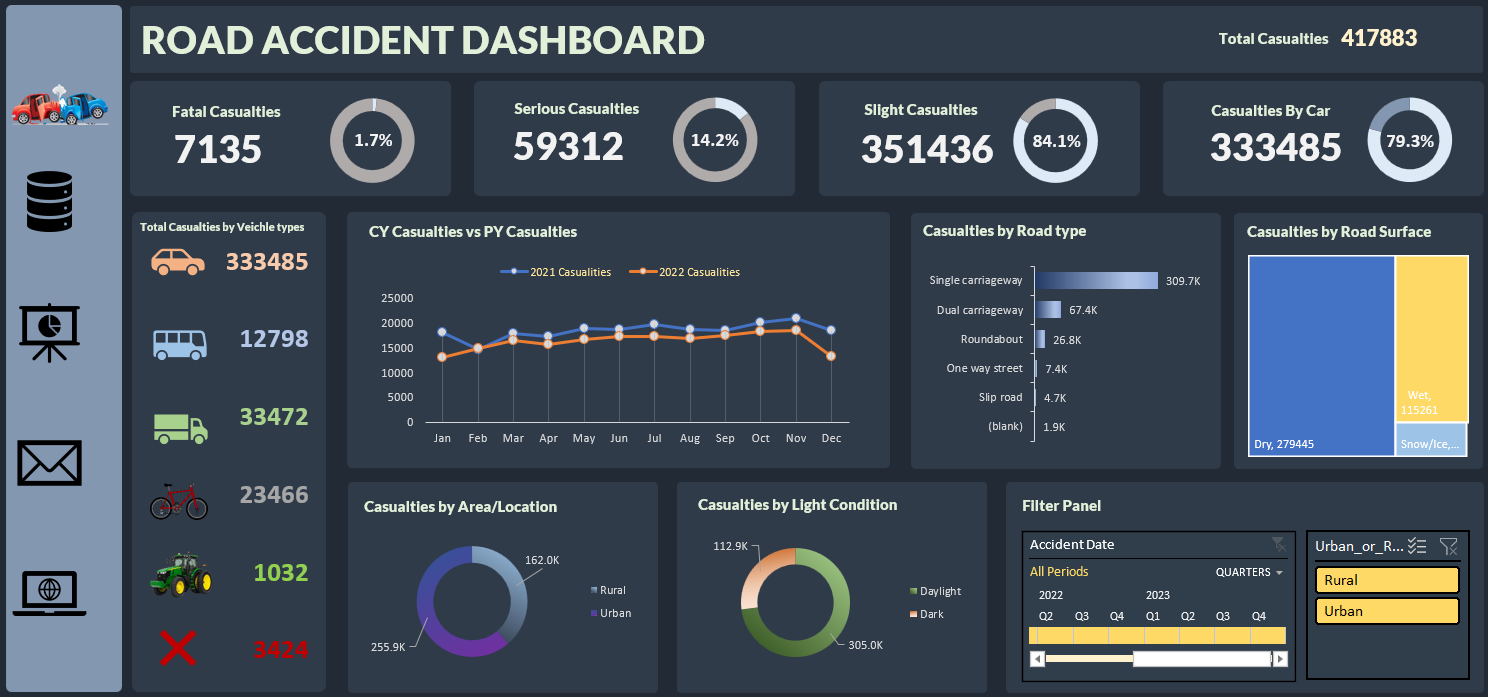 ROAD ACCIDENT DASHBOARD
Total Casualties 417883
Fatal Casualties
7135
1.7%
Serious Casualties
59312
14.2%
Slight Casualties
351436
84.1%
Casualties By Car
333485
79.3%
Total Casualties by Veichle types
333485
12798
33472
23466
1032
3424
CY Casualties vs PY Casualties
2021 Casualities 2022 Casualities
25000
20000
15000
10000
5000
0
Jan Feb Mar Apr May Jun Jul Aug Sep Oct Nov Dec
Casualties by Road type
Single carriageway 309.7K
Dual carriageway 67.4K
Roundabout 26.8K
One way street 7.4K
Slip road 4.7K
(blank) 1.9K
Casualties by Road Surface
Dry, 279445
Wet,
115261
Snow/Ice,...
Casualties by Area/Location
162.0K
255.9K
Rural
Urban
Casualties by Light Condition
112.9K
305.0K
Daylight
Dark
Filter Panel
Accident Date
All Periods QUARTERS
2022 2023
Q2 Q3 Q4 Q1 Q2 Q3 Q4
Urban_or_R...
Rural
Urban